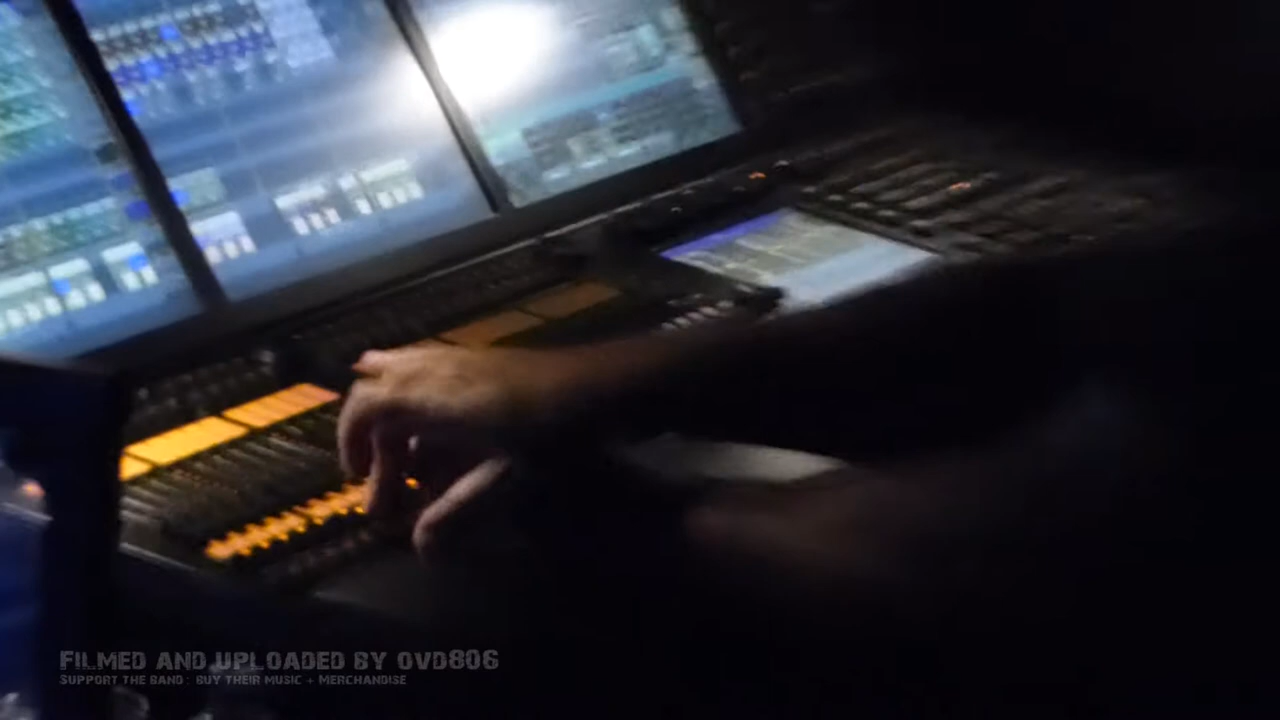 Filmed and uploaded by ovd806
Support the band : buy their music + merchandise